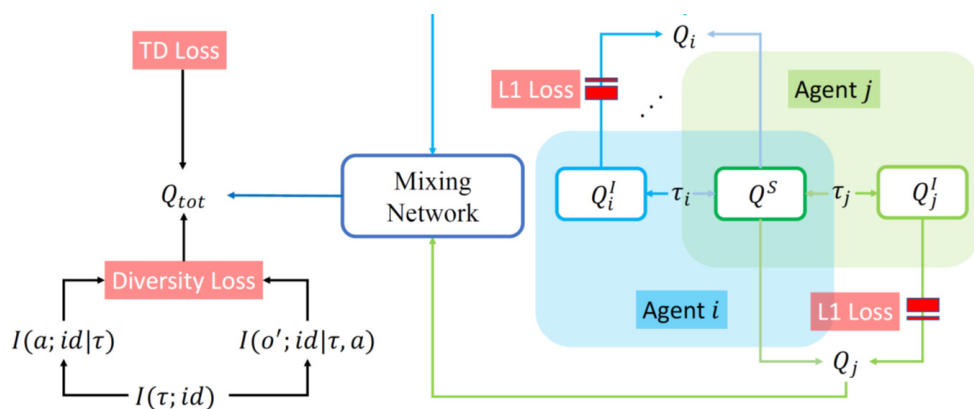 TD Loss
Q_tot
Diversity Loss
I(a; id|τ)
I(o′; id|τ, a)
I(τ; id)
Mixing
Network
Q_i
L1 Loss
⋰
Agent j
Q_i^I
τ_i
Q^S
τ_j
Q_j^I
Agent i
L1 Loss
Q_j